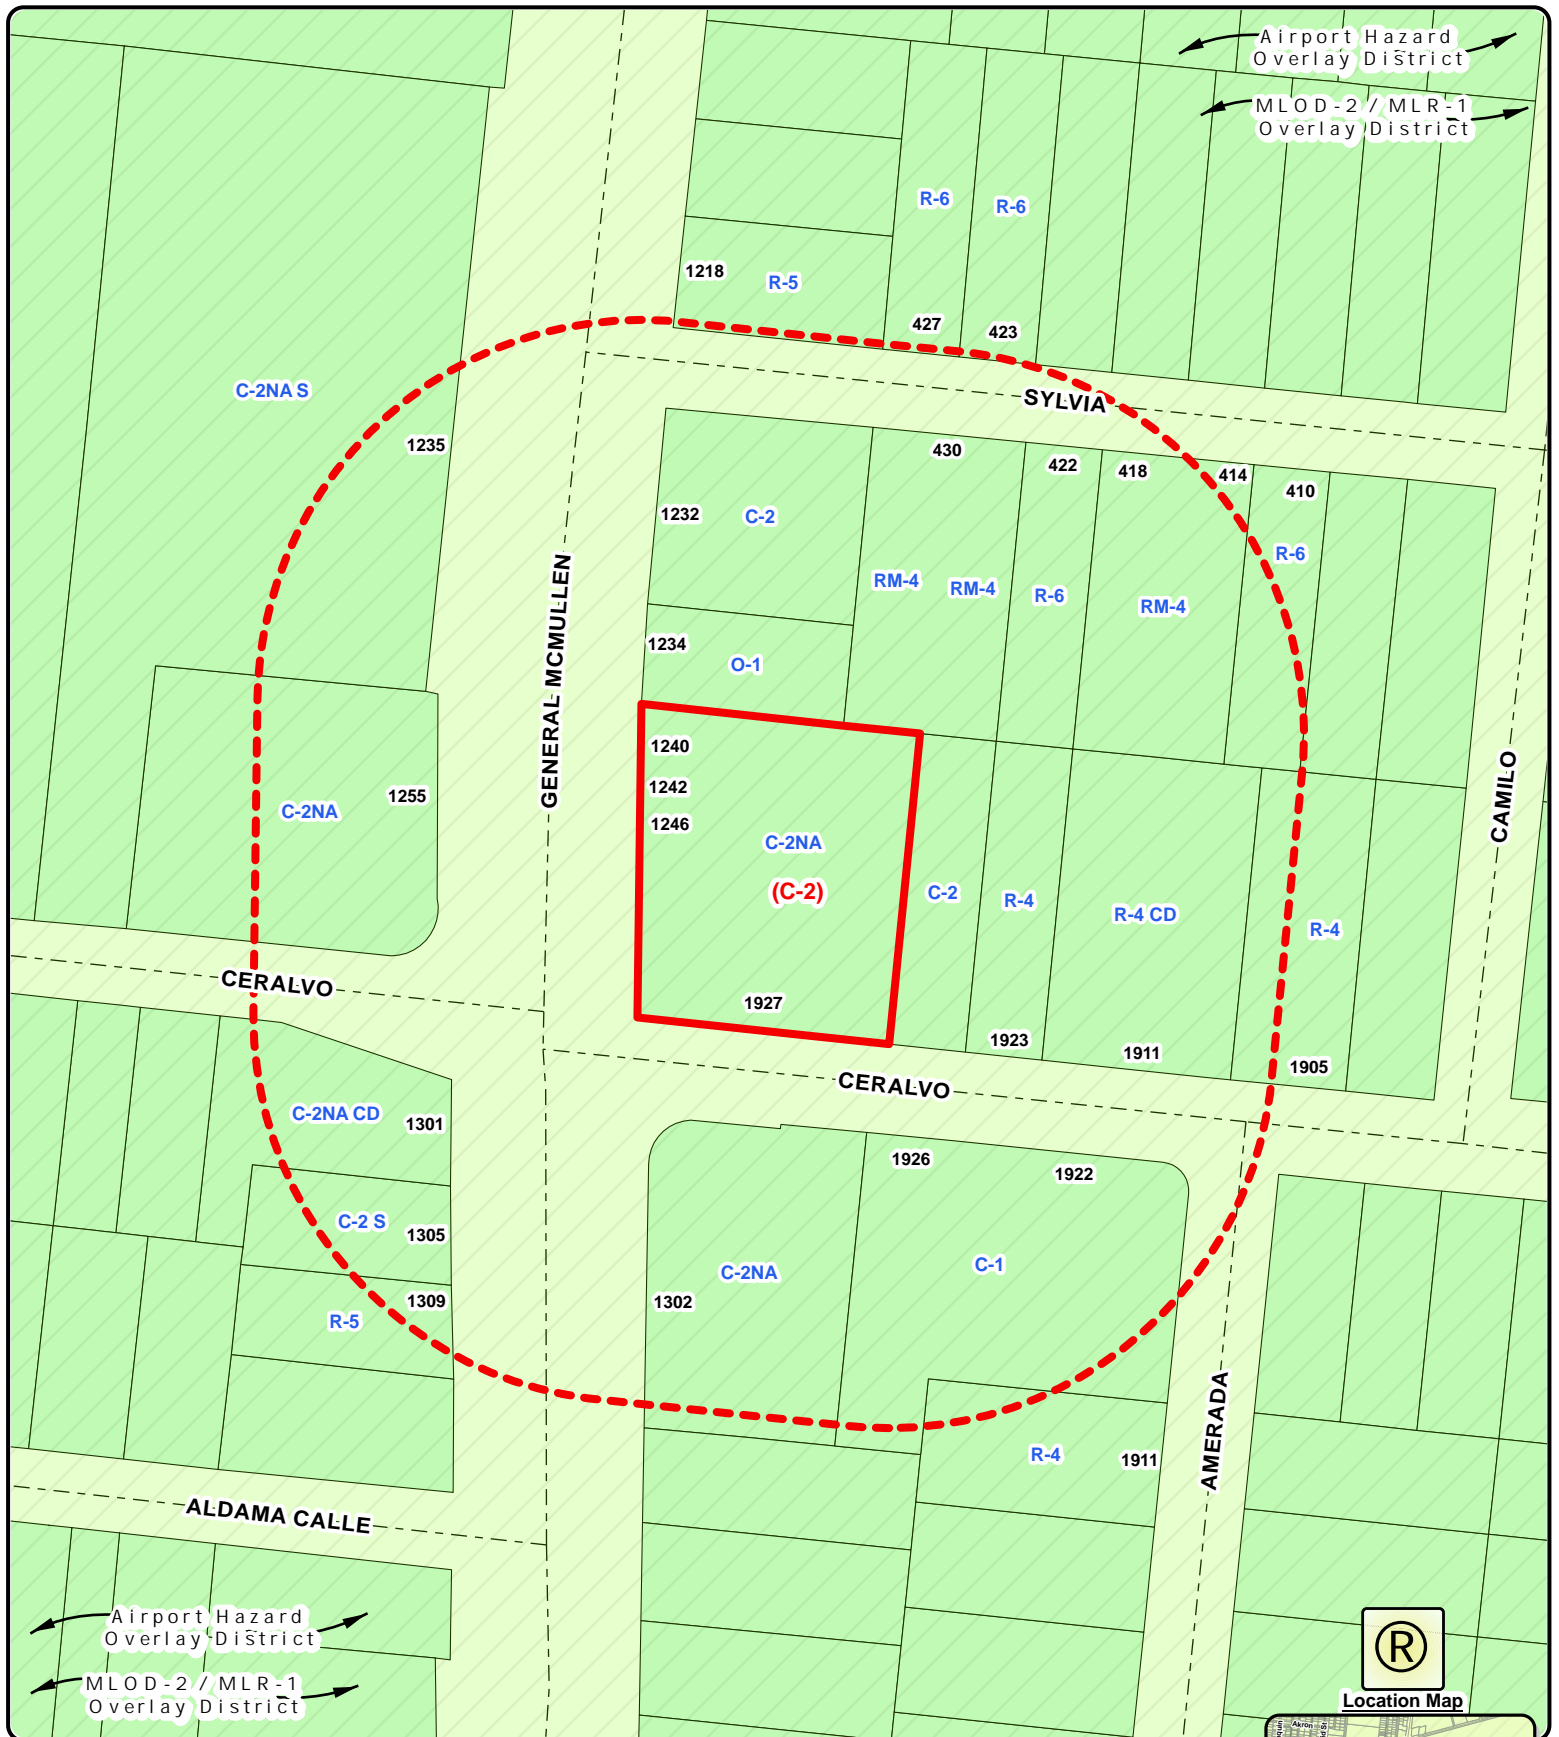 Airport Hazard
Overlay District
MLOD-2 / MLR-1
Overlay District
R-6
R-6
1218
R-5
427
423
C-2NA S
SYLVIA
1235
430
422
418
414
410
1232
C-2
R-6
RM-4
RM-4
R-6
RM-4
GENERAL MCMULLEN
1234
O-1
1240
1242
1246
C-2NA
1255
C-2NA
(C-2)
CAMILO
C-2
R-4
R-4 CD
R-4
CERALVO
1927
1923
1911
1905
CERALVO
C-2NA CD
1301
1926
1922
C-2 S
1305
C-2NA
C-1
1309
R-5
1302
AMERADA
R-4
1911
ALDAMA CALLE
Airport Hazard
Overlay District
MLOD-2 / MLR-1
Overlay District
R
Location Map
Akron